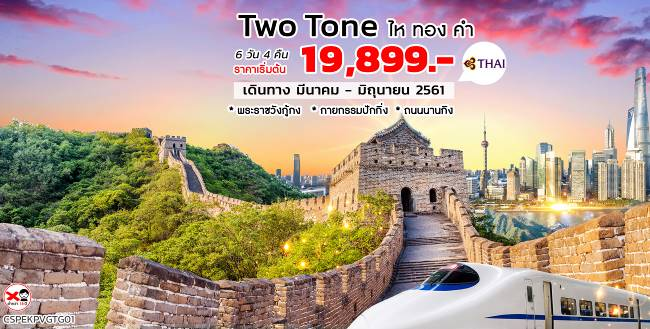 Two Tone ไห ทอง คำ
6 วัน 4 คืน
ราคาเริ่มต้น 19,899.-
THAI
เดินทาง มีนาคม - มิถุนายน 2561
* พระราชวังกู้กง * กายกรรมปักกิ่ง * ถนนนานกิง
CSPEKPVGTG01